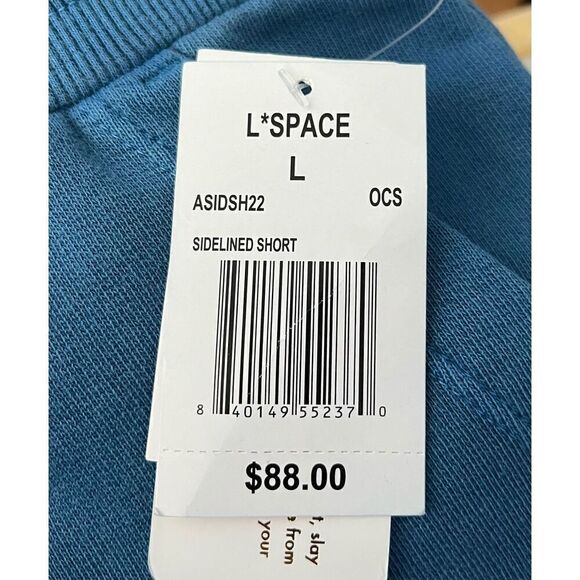 L*SPACE
L
ASIDSH22 OCS
SIDELINED SHORT
8 40149 55237 0
$88.00
slay
from
your